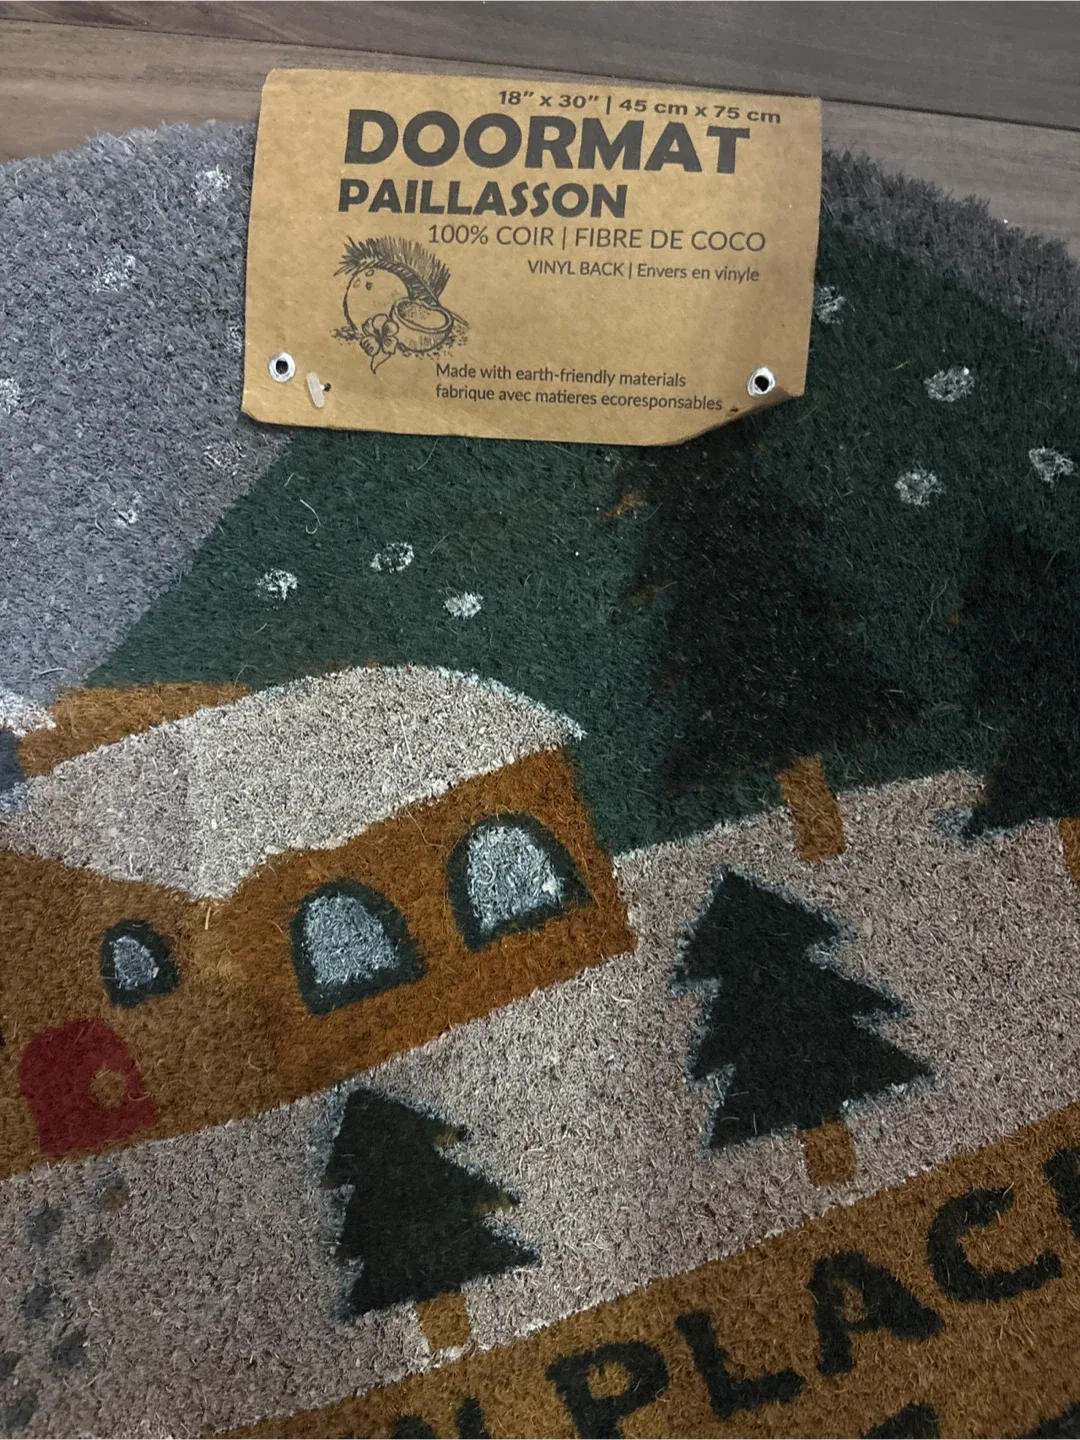 18" x 30" | 45 cm x 75 cm
DOORMAT
PAILLASSON
100% COIR | FIBRE DE COCO
VINYL BACK | Envers en vinyle
Made with earth-friendly materials
fabrique avec matieres ecoresponsables
PLAC